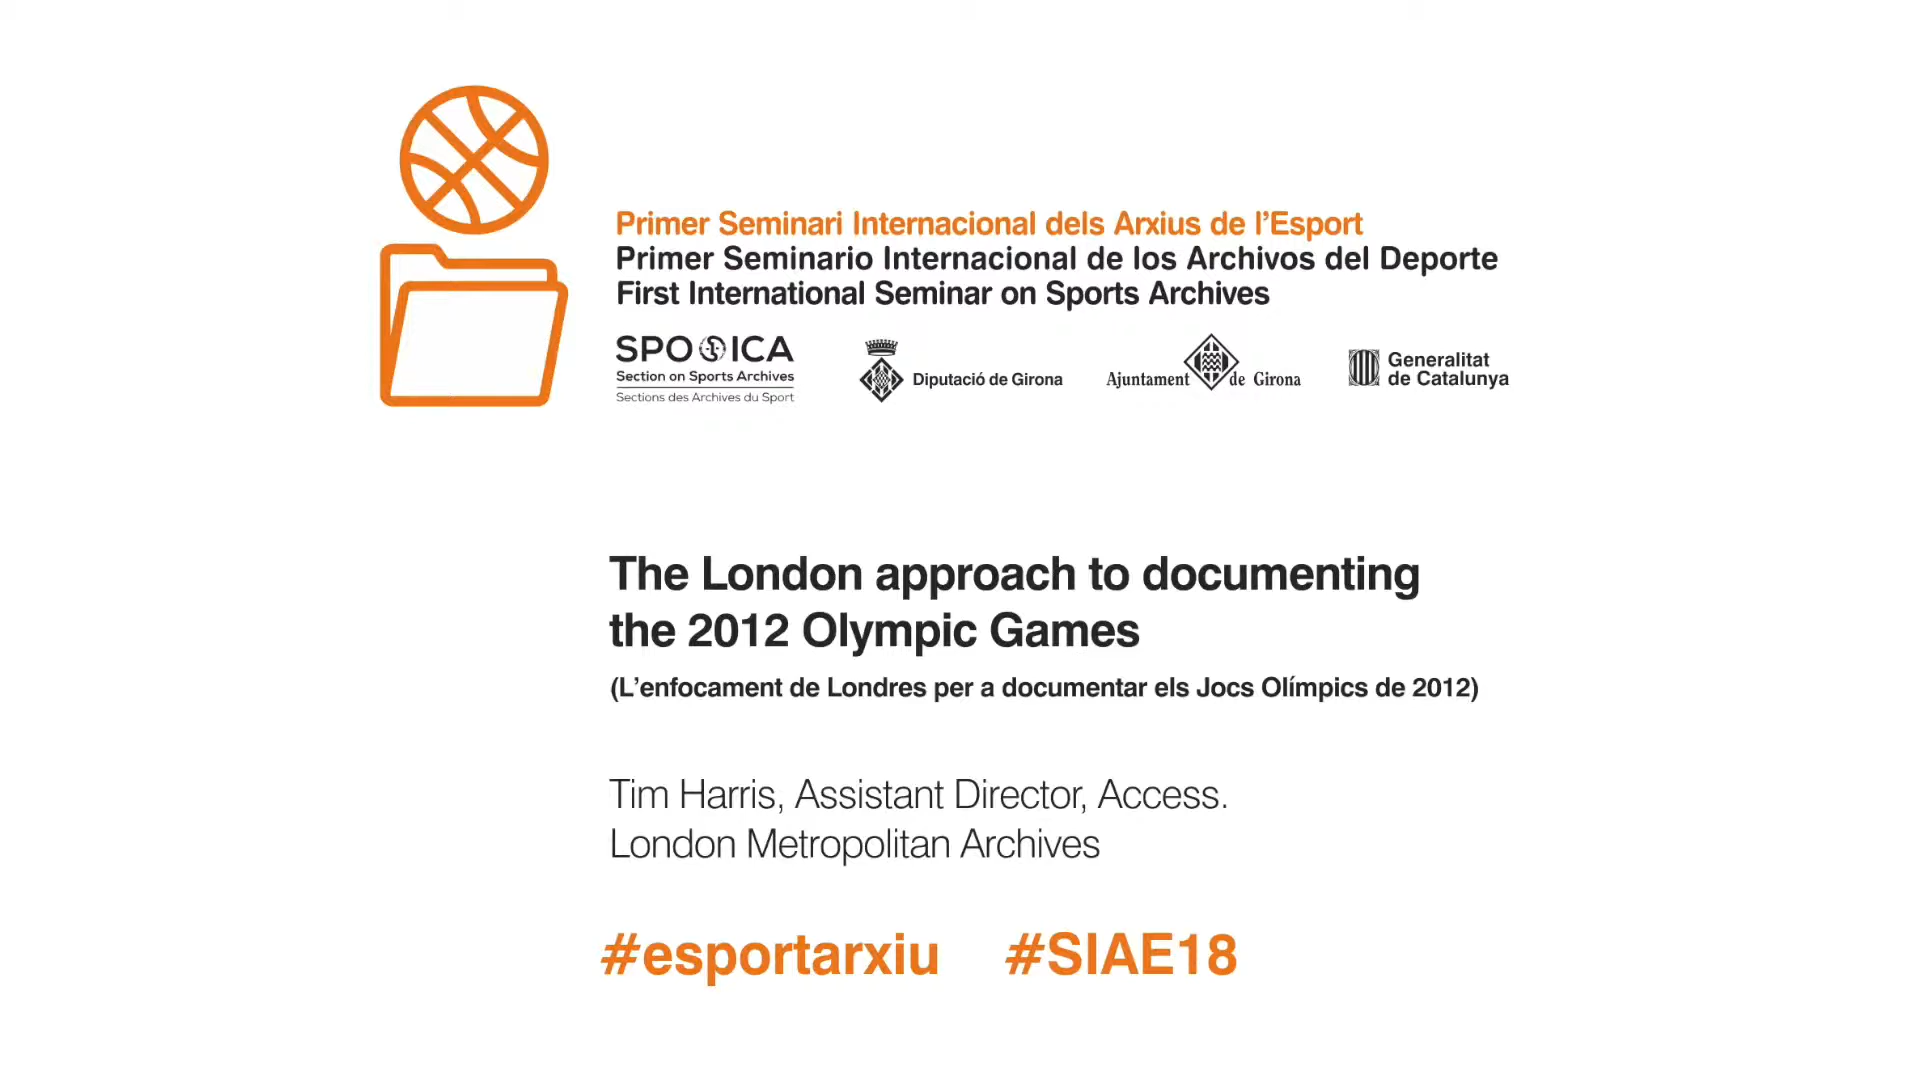 Primer Seminari Internacional dels Arxius de l’Esport
Primer Seminario Internacional de los Archivos del Deporte
First International Seminar on Sports Archives
SPO ICA
Section on Sports Archives
Sections des Archives du Sport
Diputació de Girona
Ajuntament de Girona
Generalitat
de Catalunya
The London approach to documenting
the 2012 Olympic Games
(L’enfocament de Londres per a documentar els Jocs Olímpics de 2012)
Tim Harris, Assistant Director, Access.
London Metropolitan Archives
#esportarxiu #SIAE18